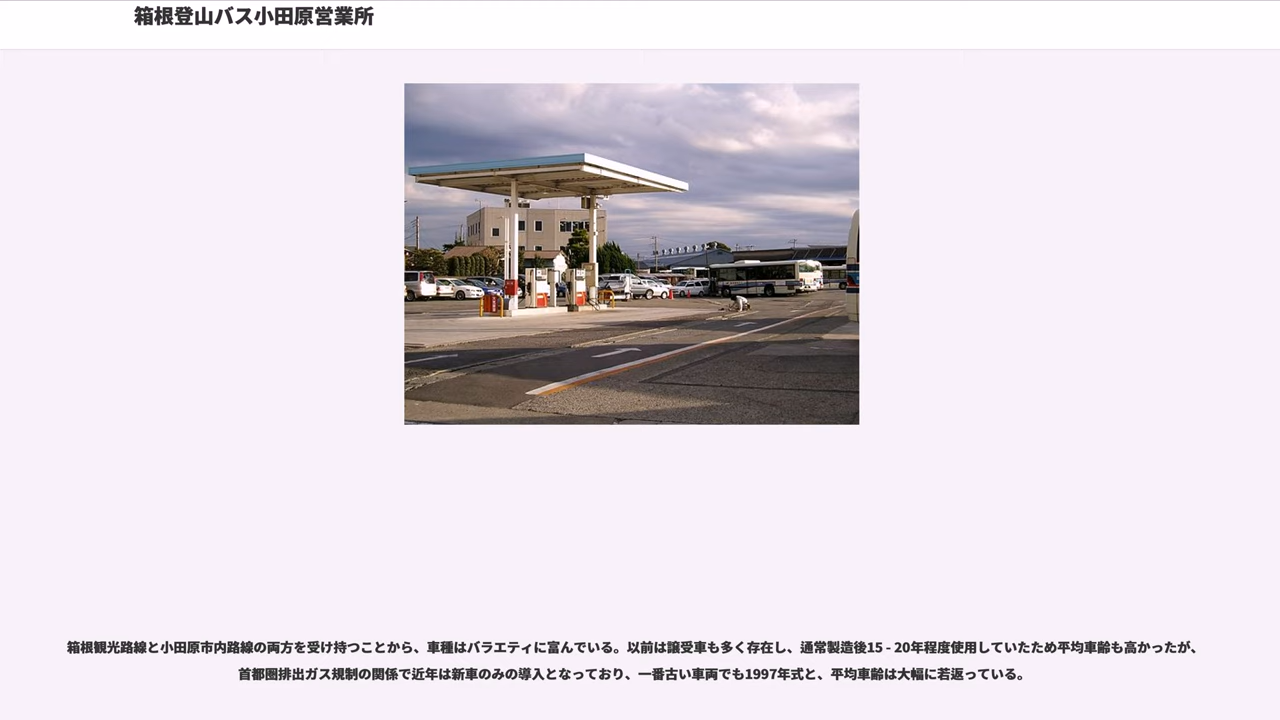 箱根登山バス小田原営業所
箱根観光路線と小田原市内路線の両方を受け持つことから、車種はバラエティに富んでいる。以前は譲受車も多く存在し、通常製造後15 - 20年程度使用していたため平均車齢も高かったが、
首都圏排出ガス規制の関係で近年は新車のみの導入となっており、一番古い車両でも1997年式と、平均車齢は大幅に若返っている。